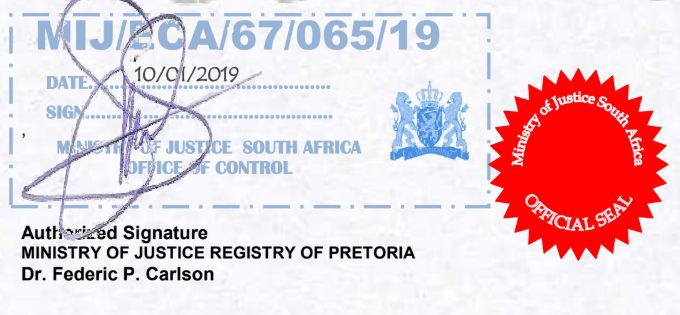 MIJ/ECA/67/065/19
DATE..........10/01/2019..................
SIGN..........................................
MINISTRY OF JUSTICE SOUTH AFRICA
OFFICE OF CONTROL
Ministry of Justice South Africa
OFFICIAL SEAL
Authorized Signature
MINISTRY OF JUSTICE REGISTRY OF PRETORIA
Dr. Federic P. Carlson